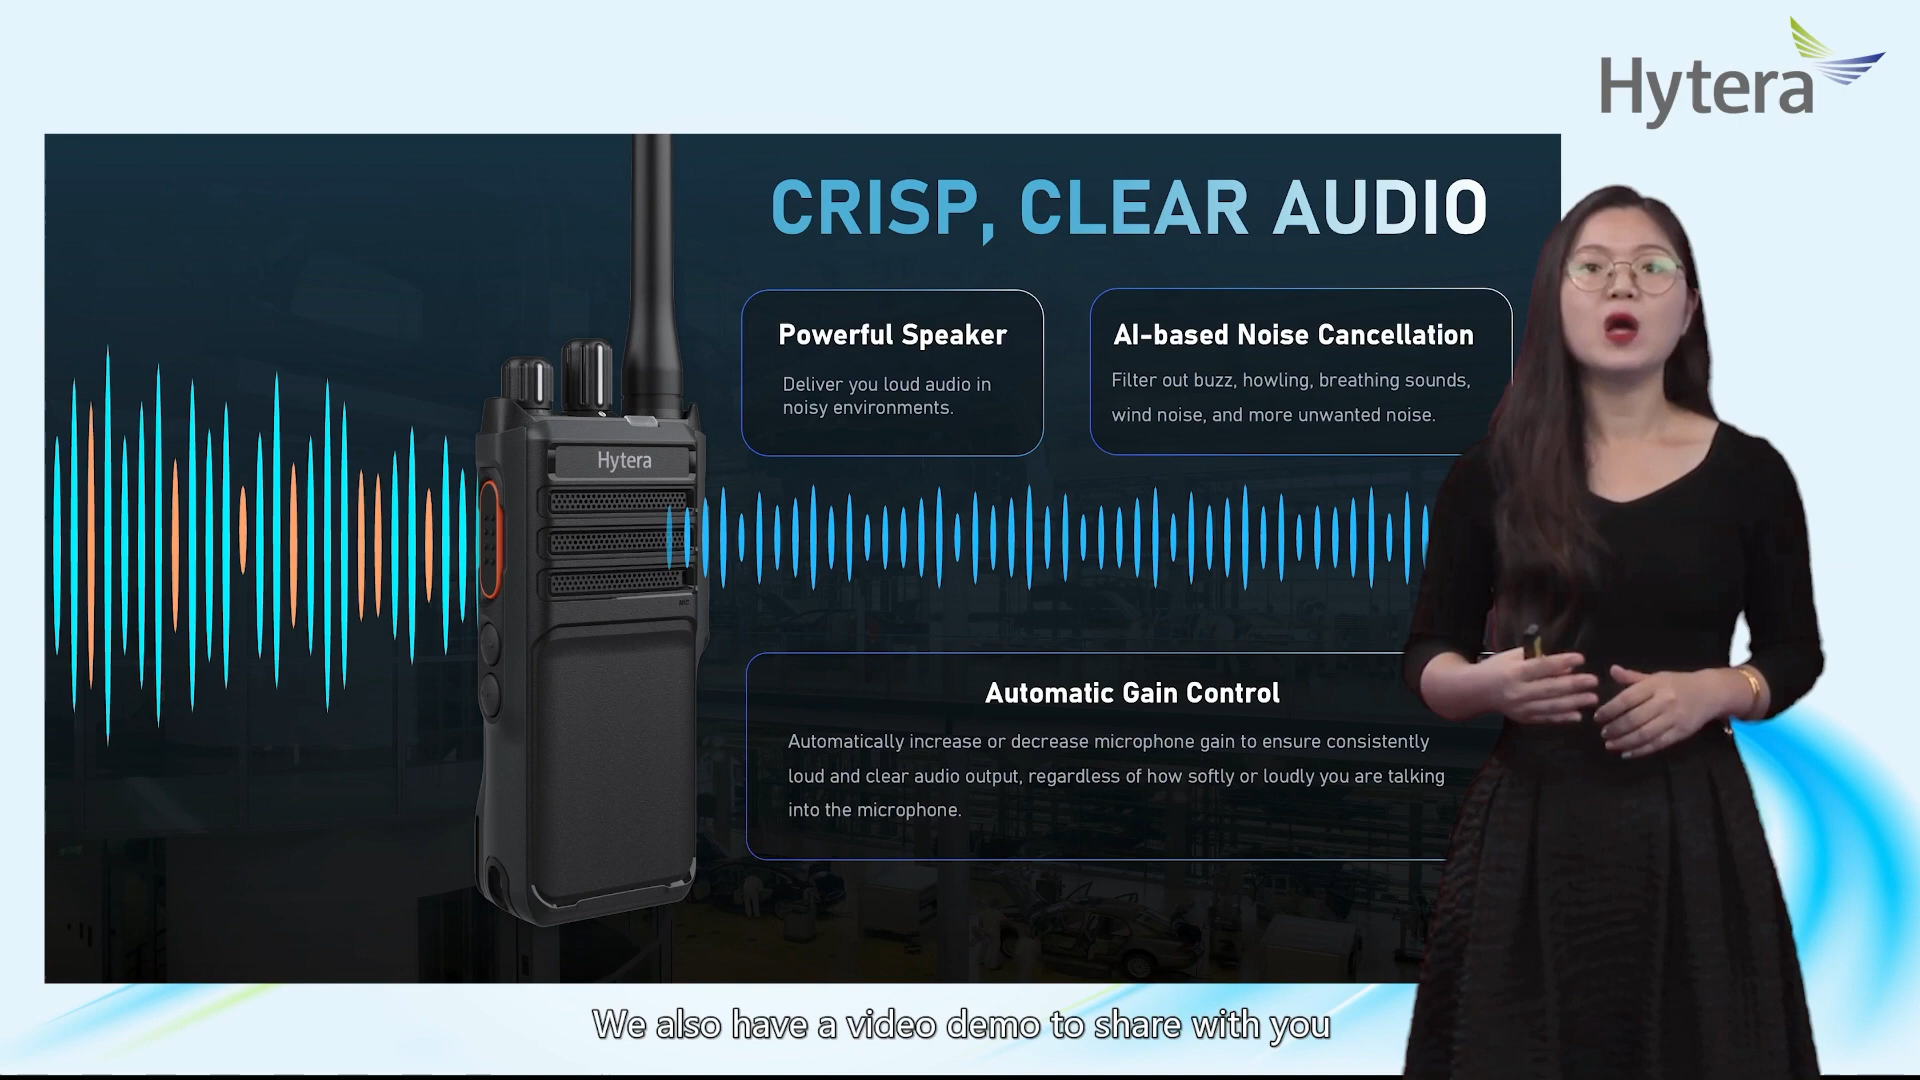 Hytera
CRISP, CLEAR AUDIO
Powerful Speaker
Deliver you loud audio in
noisy environments.
AI-based Noise Cancellation
Filter out buzz, howling, breathing sounds,
wind noise, and more unwanted noise.
Hytera
MIC
Automatic Gain Control
Automatically increase or decrease microphone gain to ensure consistently
loud and clear audio output, regardless of how softly or loudly you are talking
into the microphone.
We also have a video demo to share with you